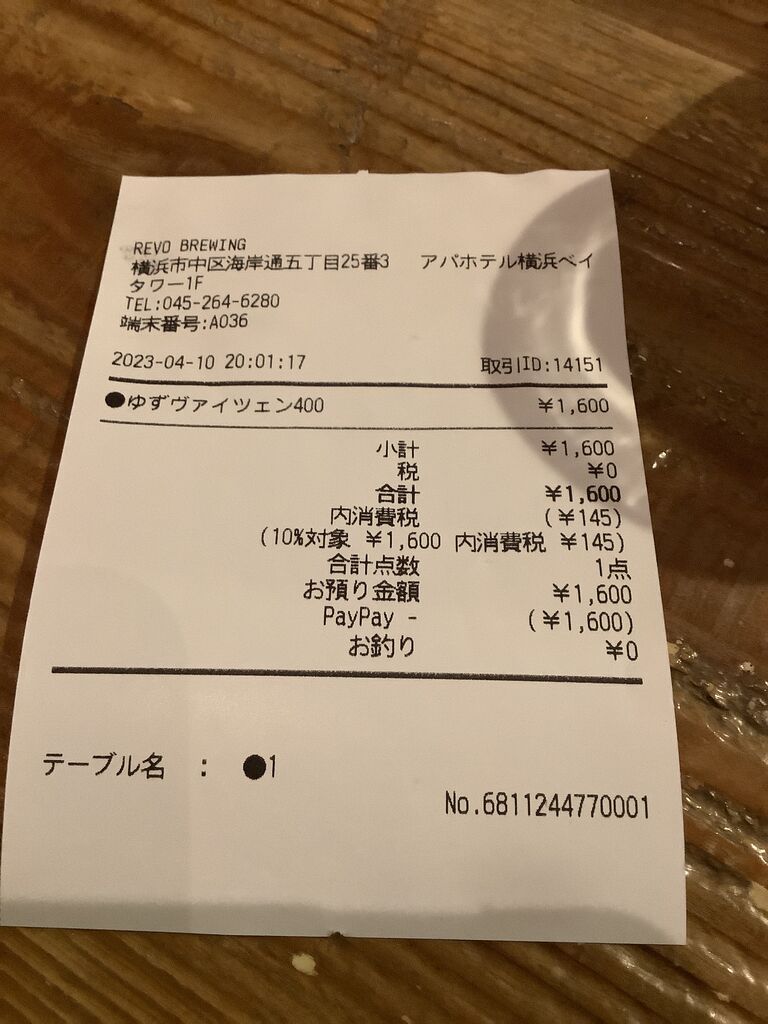 REVO BREWING
横浜市中区海岸通五丁目25番3 アパホテル横浜ベイ
タワー1F
TEL:045-264-6280
端末番号:A036
2023-04-10 20:01:17 取引ID:14151
●ゆずヴァイツェン400 ¥1,600
小計 ¥1,600
税 ¥0
合計 ¥1,600
内消費税 (¥145)
(10%対象 ¥1,600 内消費税 ¥145)
合計点数 1点
お預り金額 ¥1,600
PayPay - (¥1,600)
お釣り ¥0
テーブル名 : ●1
No.6811244770001